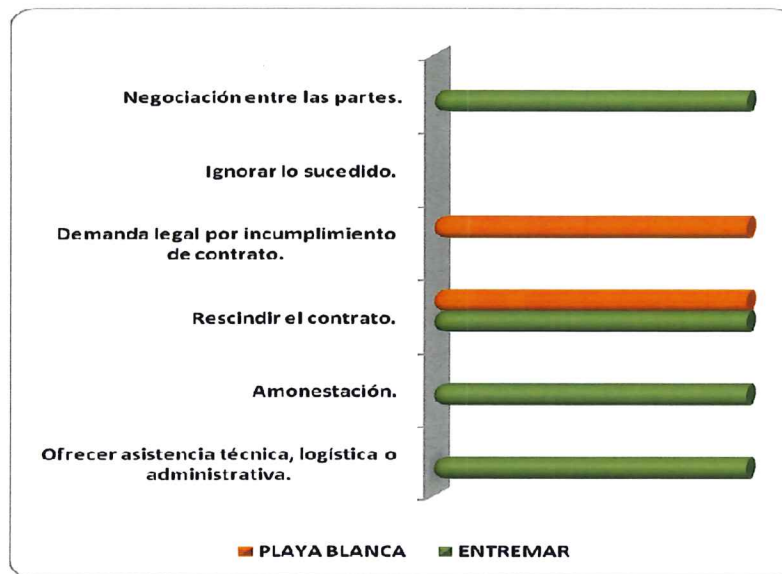 Negociación entre las partes.
Ignorar lo sucedido.
Demanda legal por incumplimiento
de contrato.
Rescindir el contrato.
Amonestación.
Ofrecer asistencia técnica, logística o
administrativa.
PLAYA BLANCA ENTREMAR